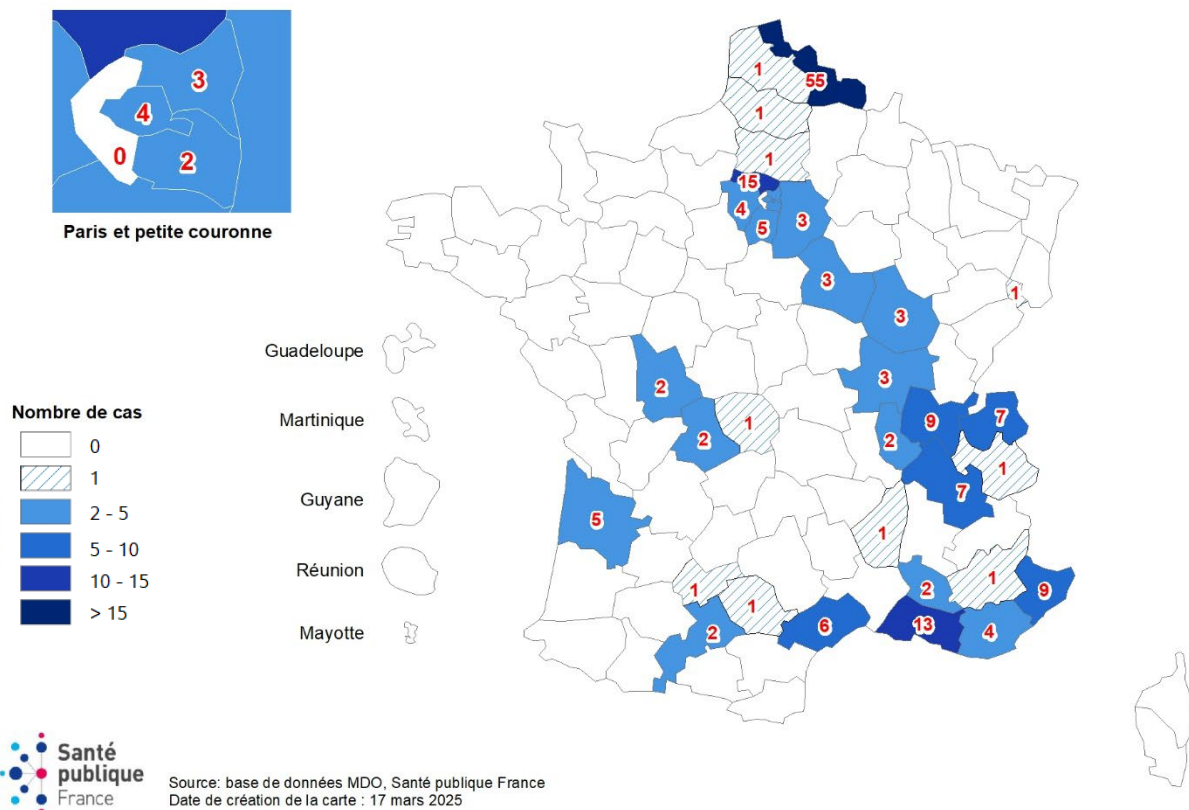 3
4
0
2
Paris et petite couronne
1
55
1
1
15
4
5
3
3
1
3
3
Guadeloupe
Martinique
Guyane
Réunion
Mayotte
Nombre de cas
0
1
2 - 5
5 - 10
10 - 15
> 15
2
2
1
9
7
2
1
7
5
1
1
1
2
6
2
1
9
13
4
Santé
publique
France
Source: base de données MDO, Santé publique France
Date de création de la carte : 17 mars 2025